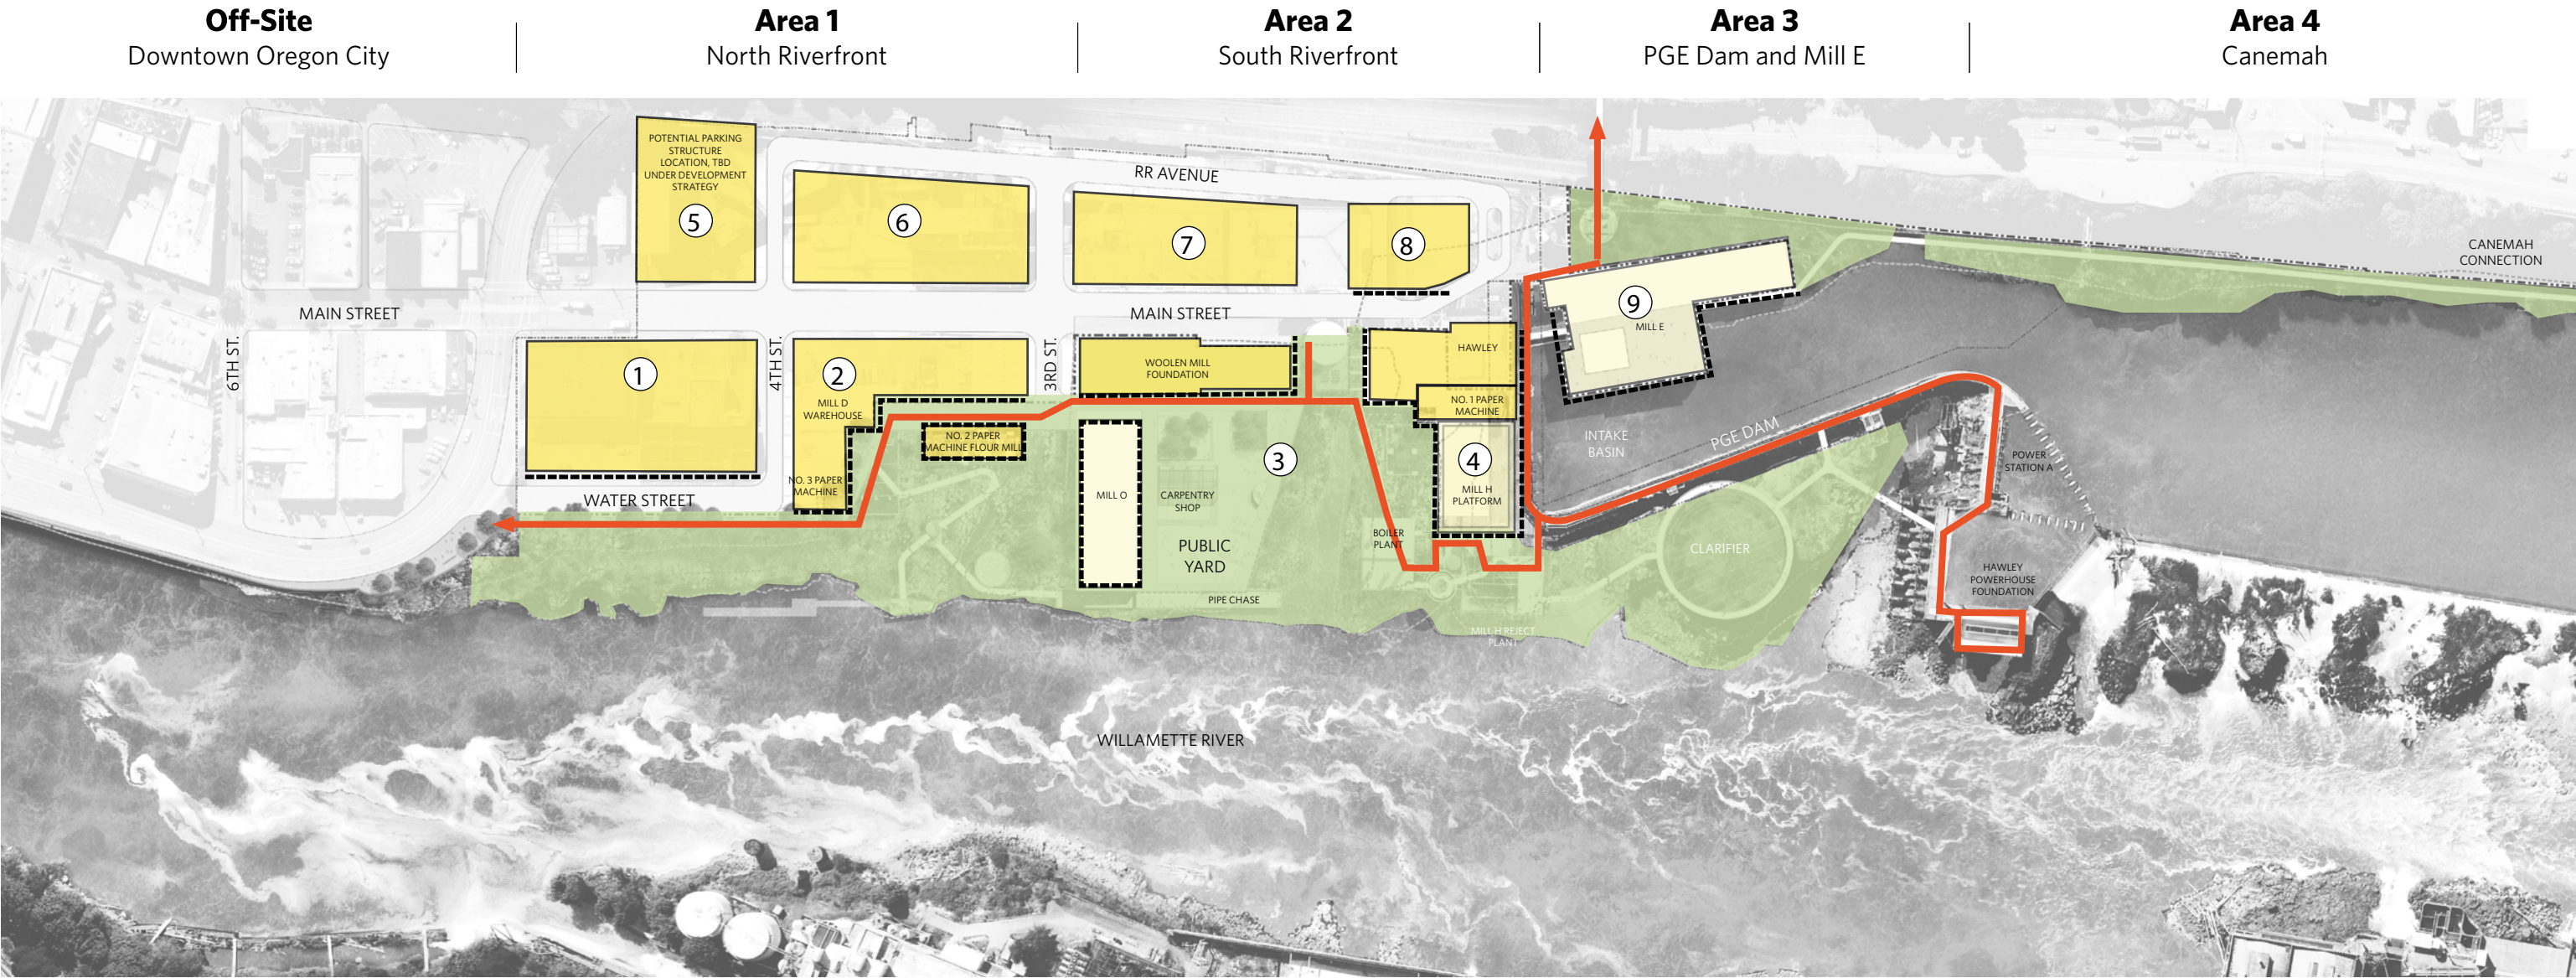 Off-Site
Downtown Oregon City
Area 1
North Riverfront
Area 2
South Riverfront
Area 3
PGE Dam and Mill E
Area 4
Canemah
POTENTIAL PARKING
STRUCTURE
LOCATION, TBD
UNDER DEVELOPMENT
STRATEGY
5
6
RR AVENUE
7
8
CANEMAH
CONNECTION
MAIN STREET
MAIN STREET
9
MILL E
6TH ST.
4TH ST.
3RD ST.
1
2
MILL D
WAREHOUSE
WOOLEN MILL
FOUNDATION
HAWLEY
NO. 1 PAPER
MACHINE
NO. 2 PAPER
MACHINE FLOUR MILL
NO. 3 PAPER
MACHINE
WATER STREET
MILL O
CARPENTRY
SHOP
3
4
MILL H
PLATFORM
INTAKE
BASIN
PGE DAM
POWER
STATION A
PUBLIC
YARD
BOILER
PLANT
CLARIFIER
HAWLEY
POWERHOUSE
FOUNDATION
PIPE CHASE
MILL H REJECT
PLANT
WILLAMETTE RIVER